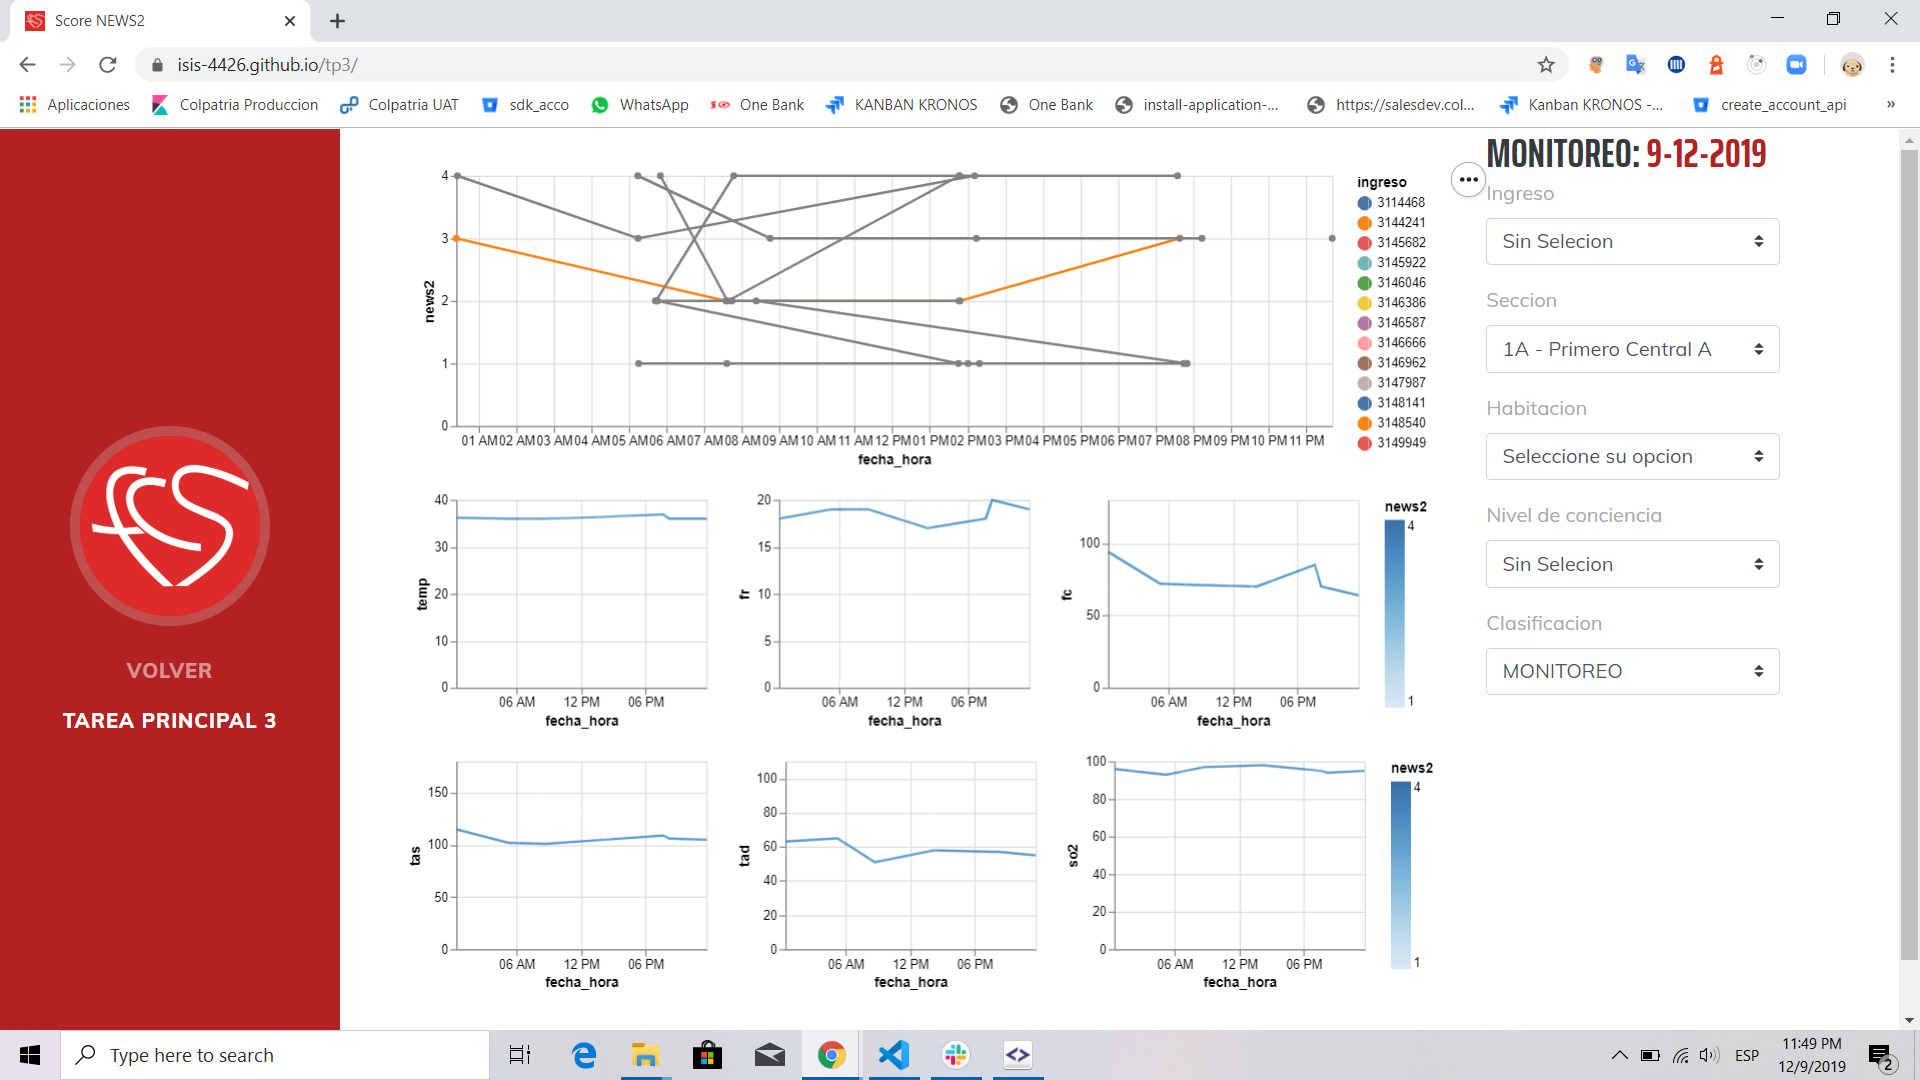 Score NEWS2
isis-4426.github.io/tp3/
Aplicaciones
Colpatria Produccion
Colpatria UAT
sdk_acco
WhatsApp
One Bank
KANBAN KRONOS
One Bank
install-application-...
https://salesdev.col...
Kanban KRONOS -...
create_account_api
»
VOLVER
TAREA PRINCIPAL 3
news2
4
3
2
1
0
01 AM 02 AM 03 AM 04 AM 05 AM 06 AM 07 AM 08 AM 09 AM 10 AM 11 AM 12 PM 01 PM 02 PM 03 PM 04 PM 05 PM 06 PM 07 PM 08 PM 09 PM 10 PM 11 PM
fecha_hora
ingreso
3114468
3144241
3145682
3145922
3146046
3146386
3146587
3146666
3146962
3147987
3148141
3148540
3149949
temp
40
30
20
10
0
06 AM 12 PM 06 PM
fecha_hora
fr
20
15
10
5
0
06 AM 12 PM 06 PM
fecha_hora
fc
100
50
0
06 AM 12 PM 06 PM
fecha_hora
news2
4
1
tas
150
100
50
0
06 AM 12 PM 06 PM
fecha_hora
tad
100
80
60
40
20
0
06 AM 12 PM 06 PM
fecha_hora
so2
100
80
60
40
20
0
06 AM 12 PM 06 PM
fecha_hora
news2
4
1
MONITOREO: 9-12-2019
Ingreso
Sin Selecion
Seccion
1A - Primero Central A
Habitacion
Seleccione su opcion
Nivel de conciencia
Sin Selecion
Clasificacion
MONITOREO
Type here to search
ESP
11:49 PM
12/9/2019
2